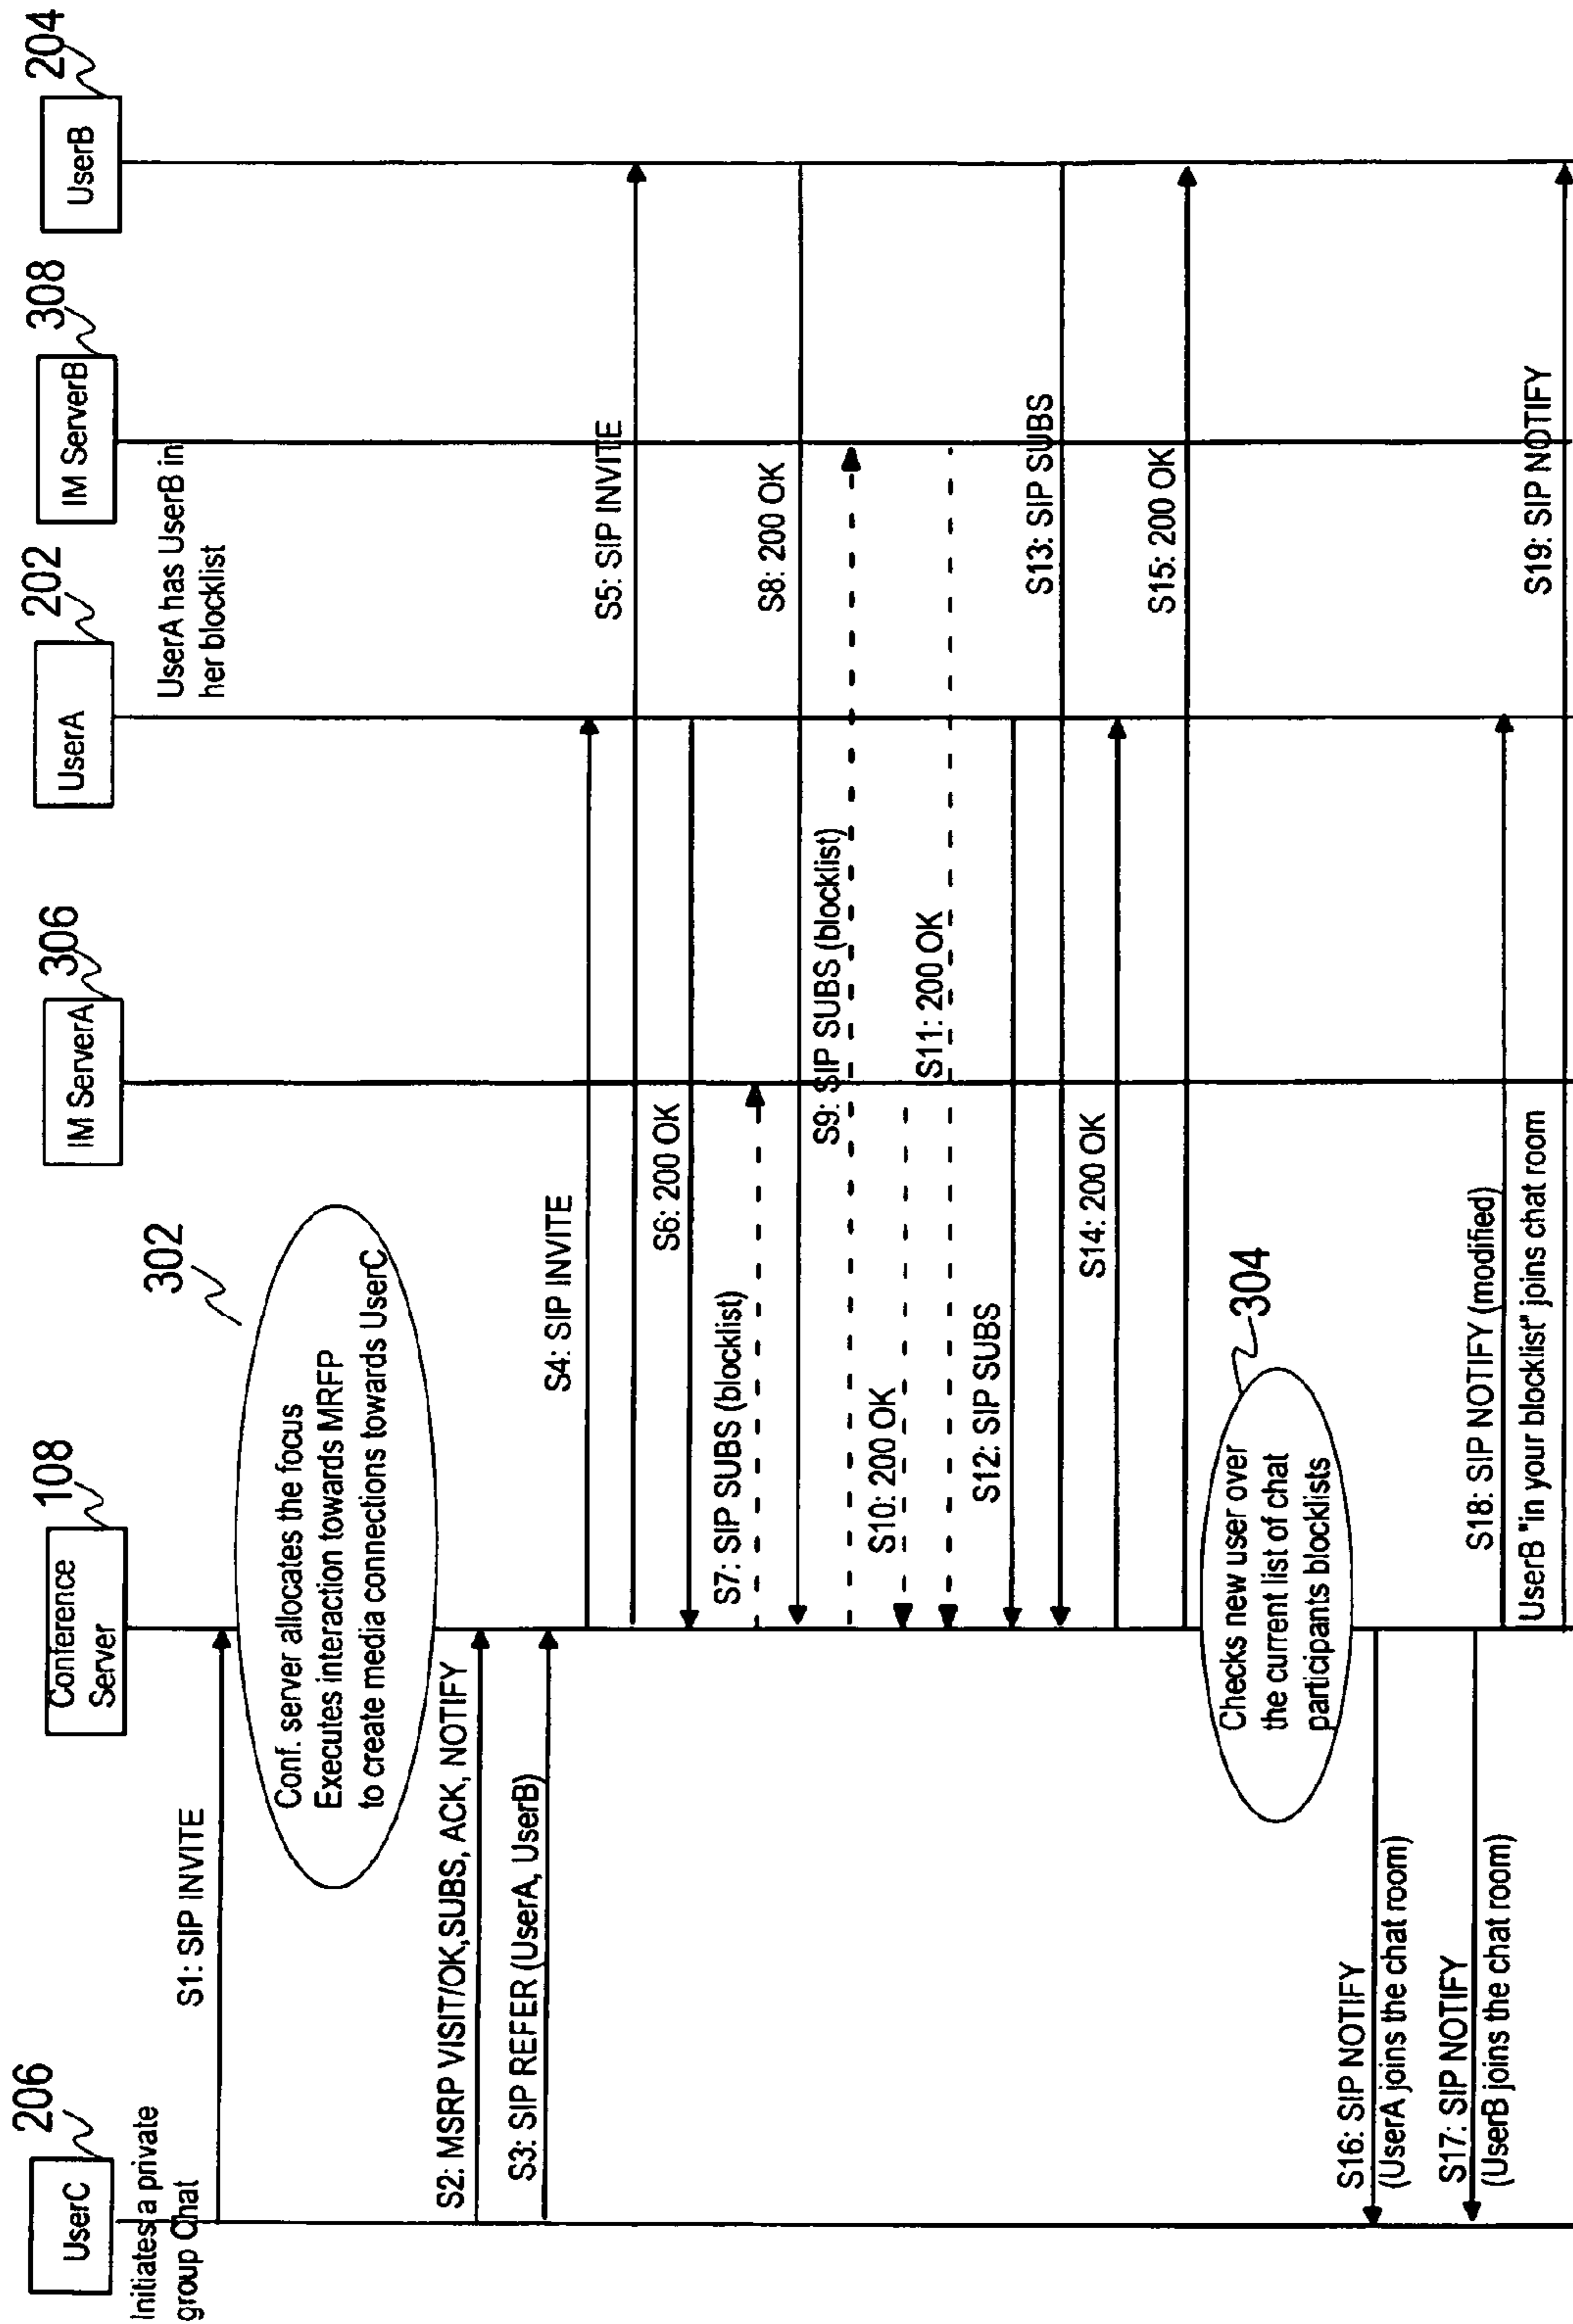 206
UserC
Initiates a private
group Chat
108
Conference
Server
306
IM ServerA
202
UserA
UserA has UserB in
her blocklist
308
IM ServerB
204
UserB
S1: SIP INVITE
302
Conf. server allocates the focus
Executes interaction towards MRFP
to create media connections towards UserC
S2: MSRP VISIT/OK,SUBS, ACK, NOTIFY
S3: SIP REFER (UserA, UserB)
S4: SIP INVITE
S5: SIP INVITE
S6: 200 OK
S7: SIP SUBS (blocklist)
S8: 200 OK
S9: SIP SUBS (blocklist)
S10: 200 OK
S11: 200 OK
S12: SIP SUBS
S13: SIP SUBS
S14: 200 OK
S15: 200 OK
304
Checks new user over
the current list of chat
participants blocklists
S16: SIP NOTIFY
(UserA joins the chat room)
S17: SIP NOTIFY
(UserB joins the chat room)
S18: SIP NOTIFY (modified)
UserB "in your blocklist" joins chat room
S19: SIP NOTIFY